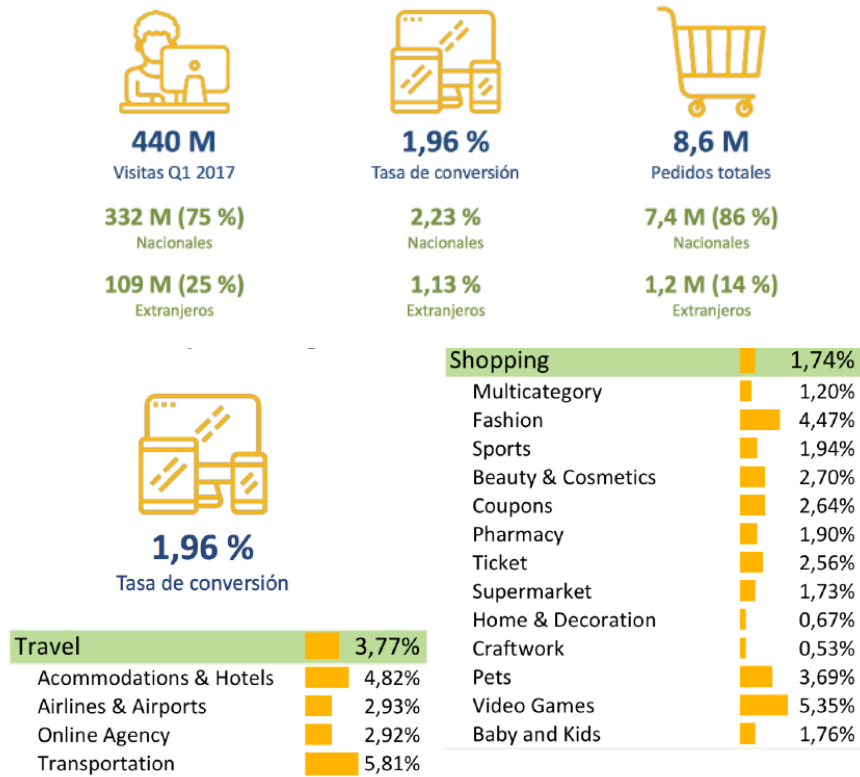 440 M
Visitas Q1 2017
332 M (75 %)
Nacionales
109 M (25 %)
Extranjeros
1,96 %
Tasa de conversión
2,23 %
Nacionales
1,13 %
Extranjeros
8,6 M
Pedidos totales
7,4 M (86 %)
Nacionales
1,2 M (14 %)
Extranjeros
1,96 %
Tasa de conversión
Travel 3,77%
Acommodations & Hotels 4,82%
Airlines & Airports 2,93%
Online Agency 2,92%
Transportation 5,81%
Shopping 1,74%
Multicategory 1,20%
Fashion 4,47%
Sports 1,94%
Beauty & Cosmetics 2,70%
Coupons 2,64%
Pharmacy 1,90%
Ticket 2,56%
Supermarket 1,73%
Home & Decoration 0,67%
Craftwork 0,53%
Pets 3,69%
Video Games 5,35%
Baby and Kids 1,76%